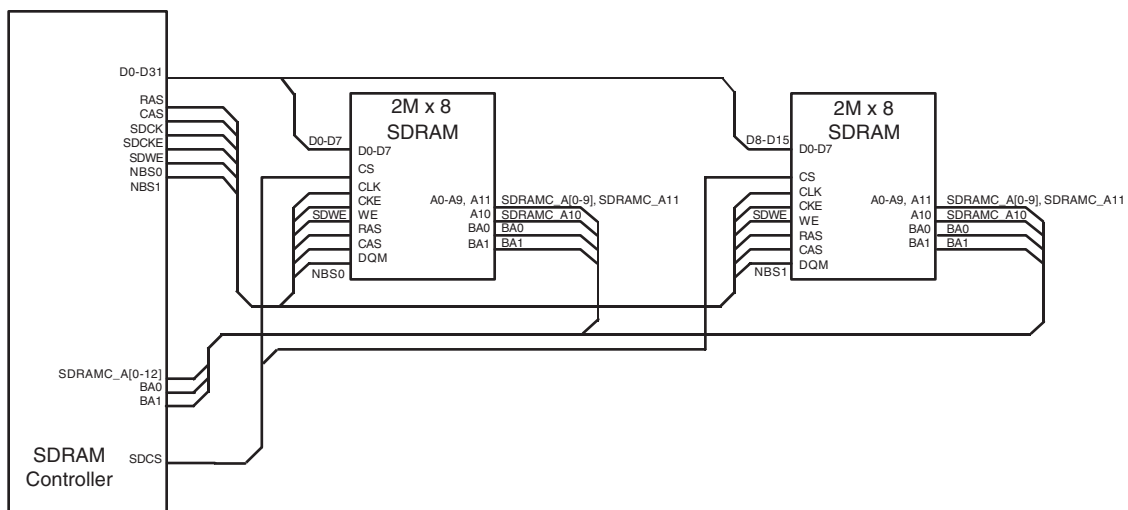 D0-D31
RAS
CAS
SDCK
SDCKE
SDWE
NBS0
NBS1
SDRAMC_A[0-12]
BA0
BA1
SDCS
SDRAM
Controller
2M x 8
SDRAM
D0-D7
D0-D7
CS
CLK
CKE
SDWE
WE
RAS
CAS
DQM
NBS0
A0-A9, A11
A10
BA0
BA1
SDRAMC_A[0-9], SDRAMC_A11
SDRAMC_A10
BA0
BA1
2M x 8
SDRAM
D8-D15
D0-D7
CS
CLK
CKE
SDWE
WE
RAS
CAS
DQM
NBS1
A0-A9, A11
A10
BA0
BA1
SDRAMC_A[0-9], SDRAMC_A11
SDRAMC_A10
BA0
BA1